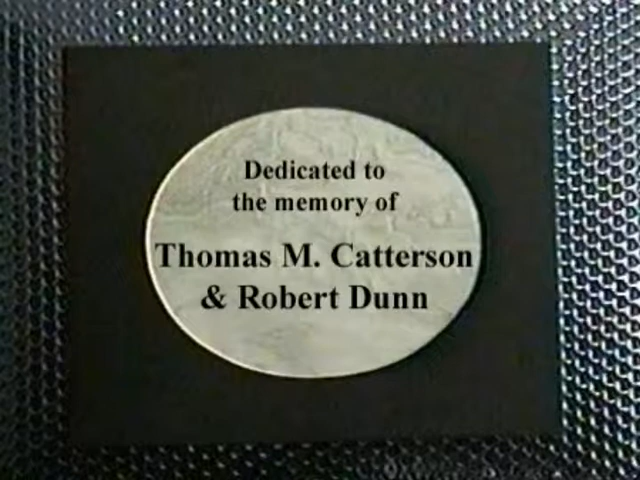 Dedicated to
the memory of
Thomas M. Catterson
& Robert Dunn